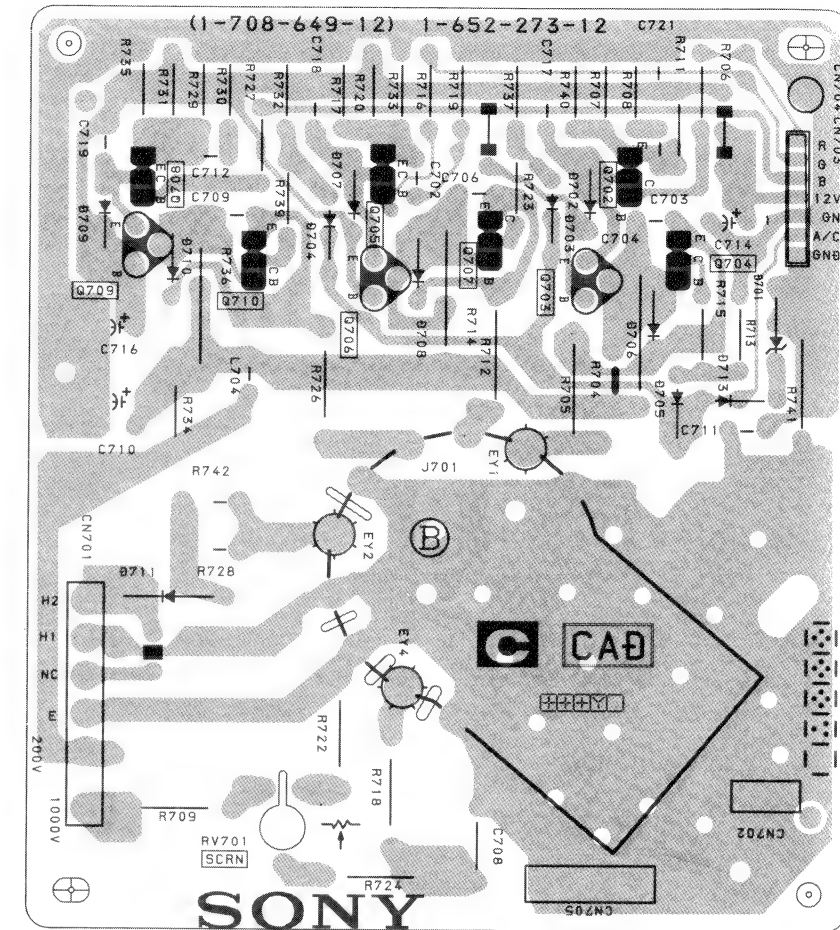 (1-708-649-12) 1-652-273-12
C721
R735
R731
R729
R730
R727
R732
C718
R717
R720
R733
R716
R719
R737
C717
R740
R707
R708
R711
R706
C719
E
C
B
Q708
C712
C709
R739
D707
E
C
B
C702
C706
E
C
B
R723
D702
E
C
B
Q702
C703
R
G
B
12V
GN
A/C
GND
D709
E
B
Q709
D710
R736
E
C
B
Q710
D704
Q705
E
B
Q706
D708
Q707
D703
C704
E
B
Q703
D706
E
C
B
C714
Q704
R715
R713
D701
C716
L704
R726
R714
R712
R705
R704
D705
D713
R741
C710
R734
C711
R742
J701
EY1
EY2
B
CN701
D711
R728
H2
H1
NC
E
200V
1000V
EY4
C
CAD
R722
R718
R709
RV701
SCRN
C708
R724
CN702
CN705
SONY